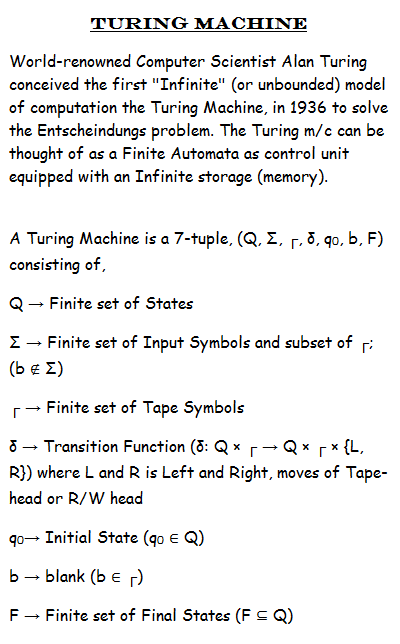 TURING MACHINE
World-renowned Computer Scientist Alan Turing
conceived the first "Infinite" (or unbounded) model
of computation the Turing Machine, in 1936 to solve
the Entscheindungs problem. The Turing m/c can be
thought of as a Finite Automata as control unit
equipped with an Infinite storage (memory).
A Turing Machine is a 7-tuple, (Q, Σ, ┌, δ, q₀, b, F)
consisting of,
Q → Finite set of States
Σ → Finite set of Input Symbols and subset of ┌;
(b ∉ Σ)
┌ → Finite set of Tape Symbols
δ → Transition Function (δ: Q × ┌ → Q × ┌ × {L,
R}) where L and R is Left and Right, moves of Tape-
head or R/W head
q₀→ Initial State (q₀ ∈ Q)
b → blank (b ∈ ┌)
F → Finite set of Final States (F ⊆ Q)